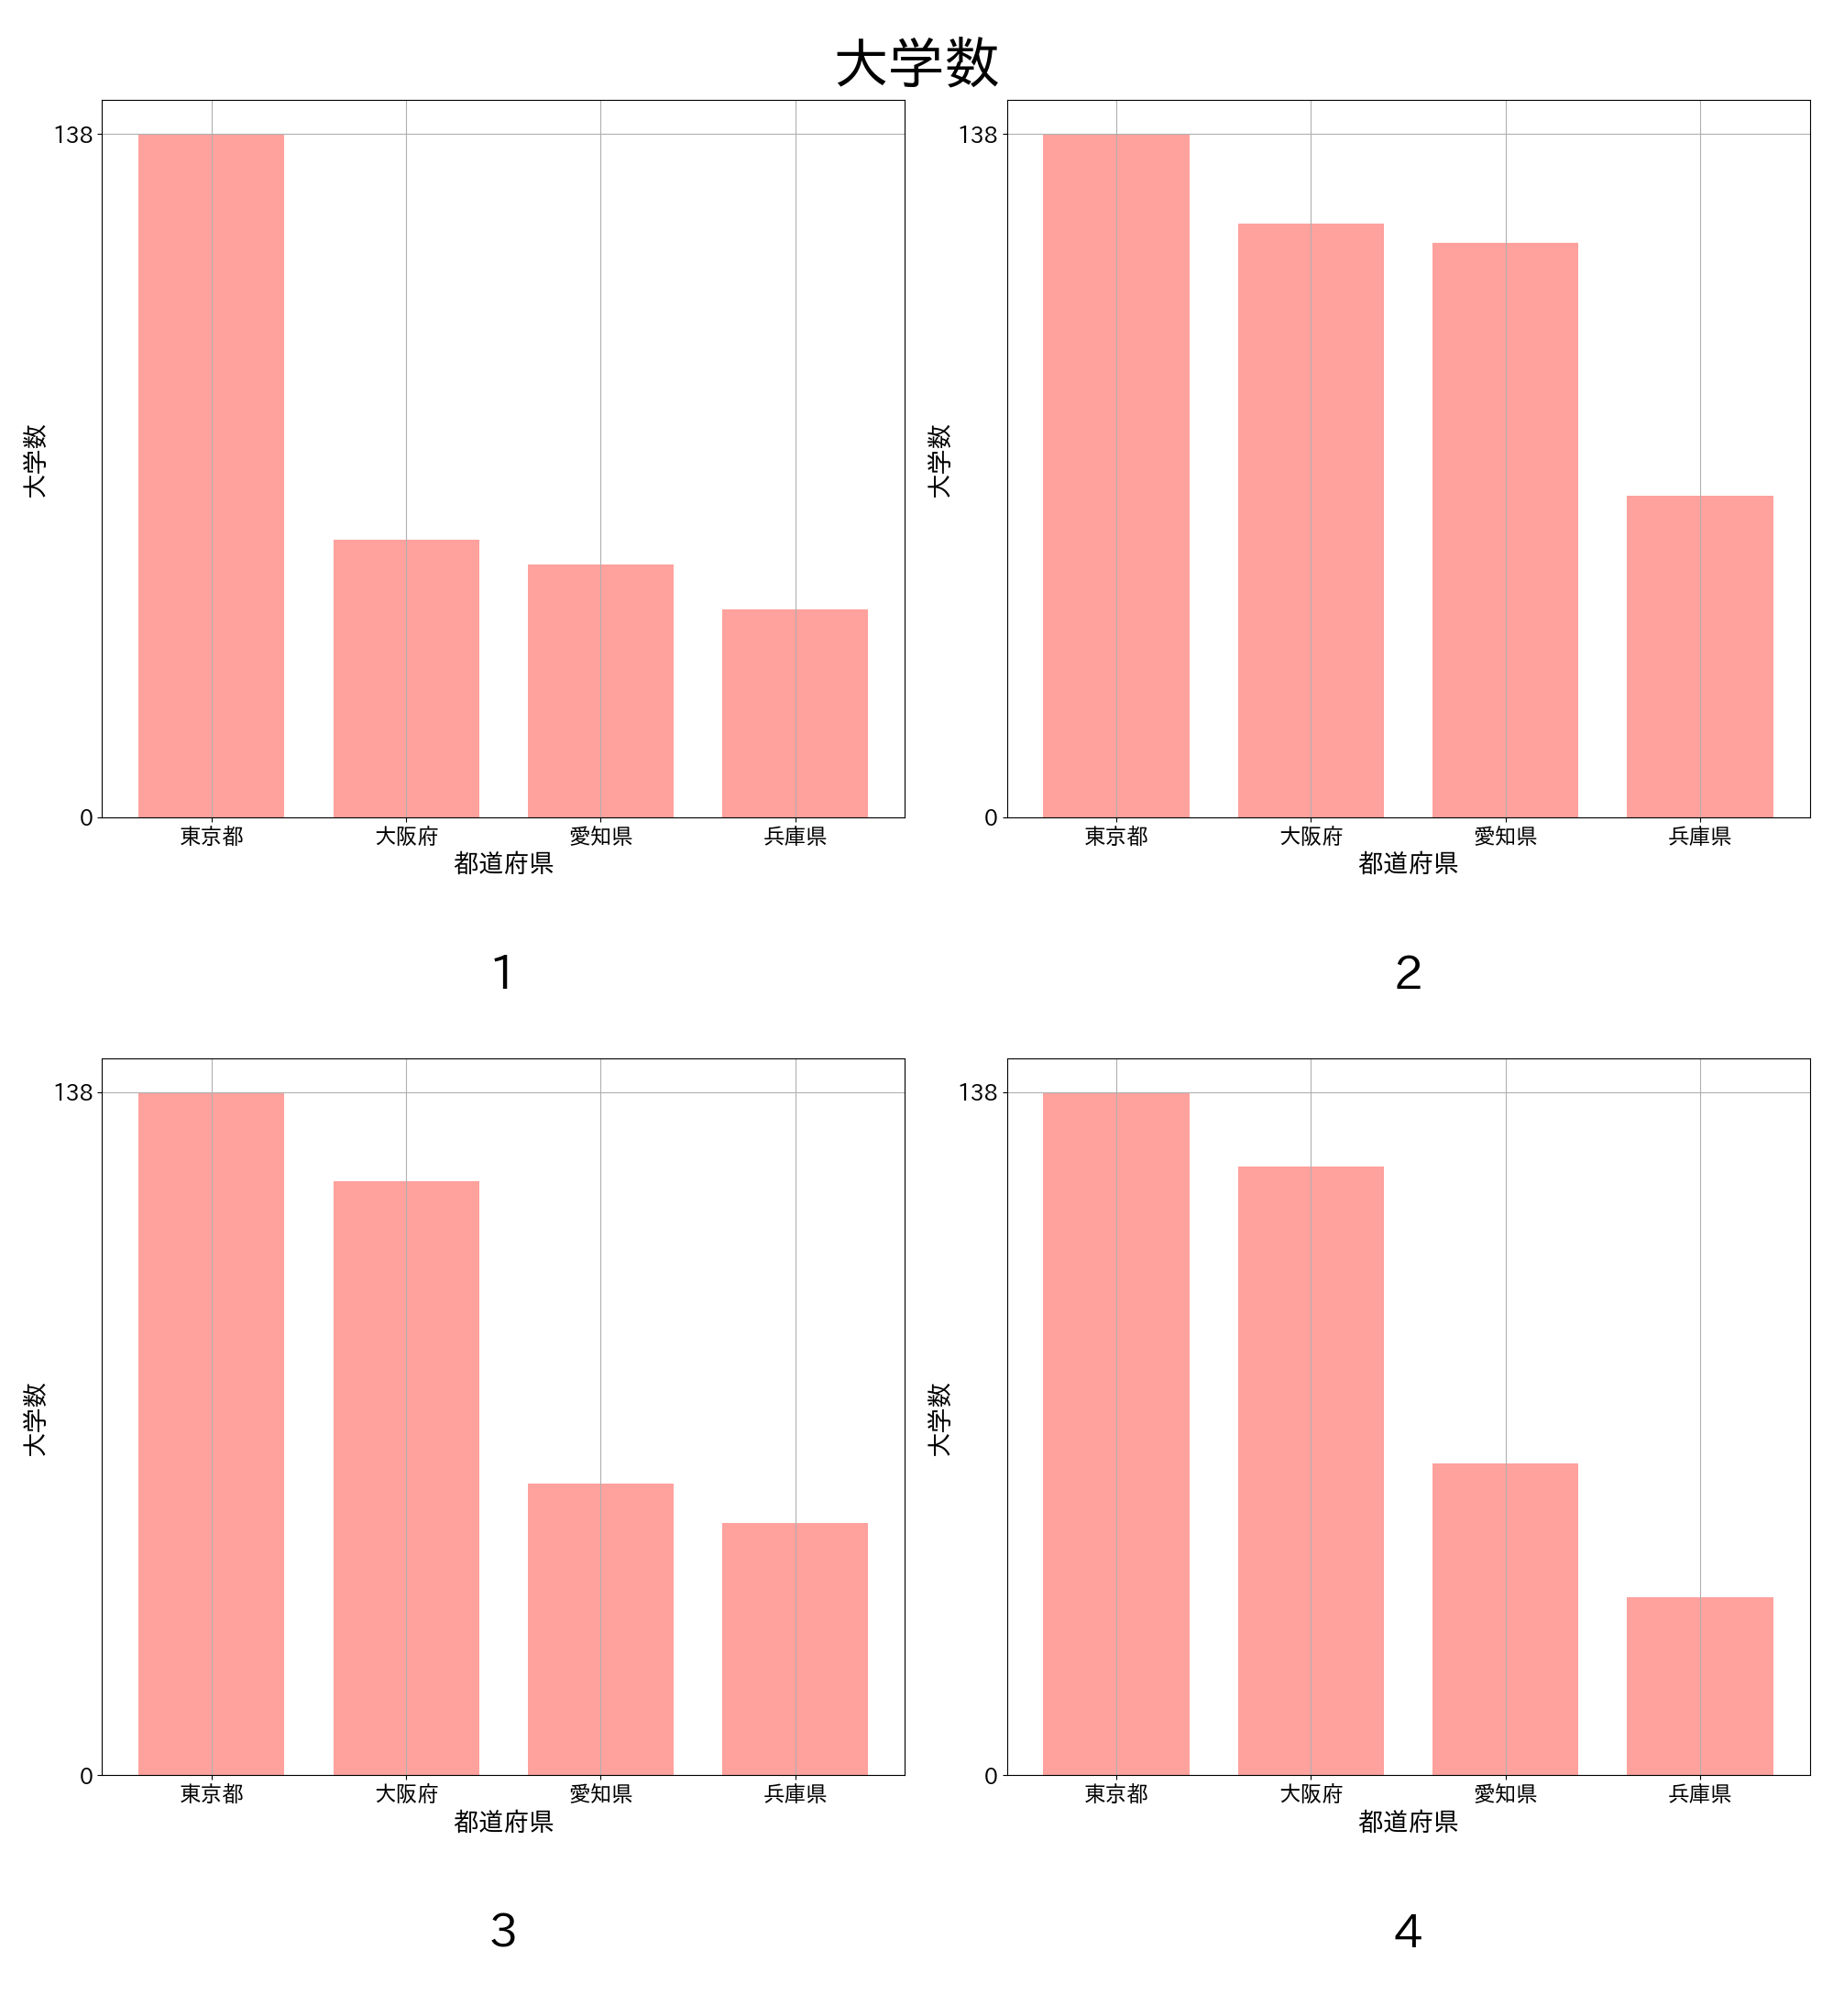 大学数
138
0
大学数
東京都 大阪府 愛知県 兵庫県
都道府県
1
138
0
大学数
東京都 大阪府 愛知県 兵庫県
都道府県
2
138
0
大学数
東京都 大阪府 愛知県 兵庫県
都道府県
3
138
0
大学数
東京都 大阪府 愛知県 兵庫県
都道府県
4